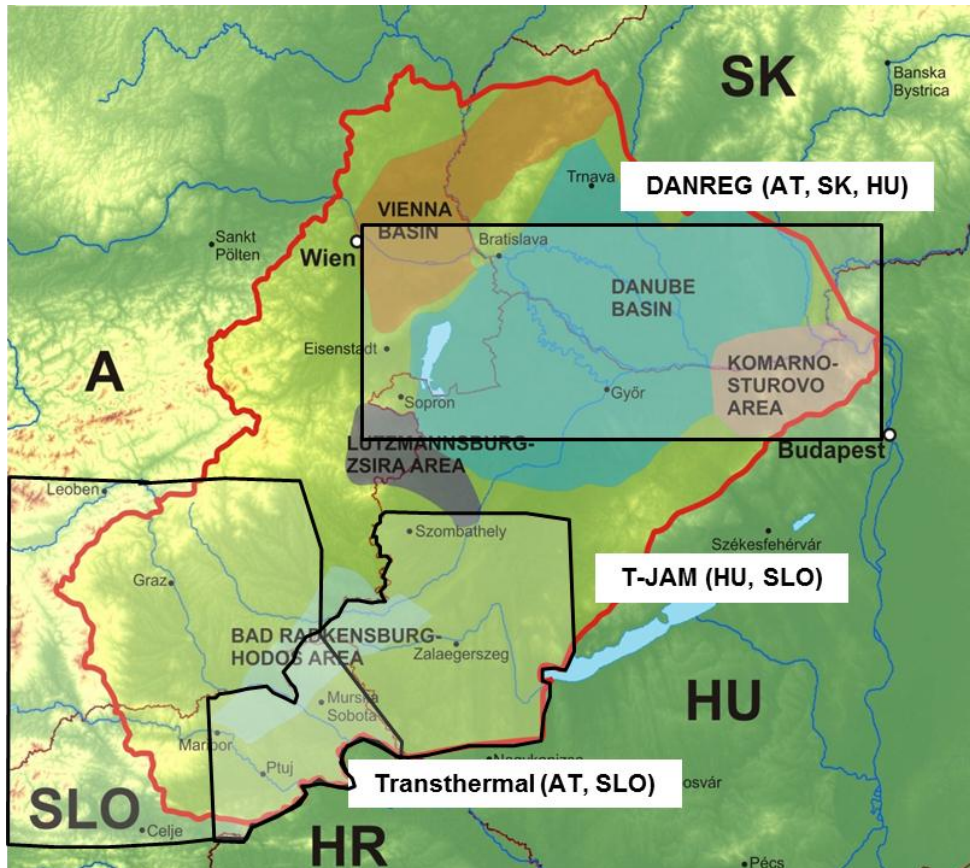 SK
Banska
Bystrica
DANREG (AT, SK, HU)
Trnava
VIENNA
BASIN
Sankt
Pölten
Wien
Bratislava
DANUBE
BASIN
A
Eisenstadt
KOMARNO-
STUROVO
AREA
Sopron
Györ
LUTZMANNSBURG-
ZSIRA AREA
Budapest
Leoben
Szombathely
Székesfehérvár
T-JAM (HU, SLO)
Graz
BAD RADKENSBURG-
HODOS AREA
Zalaegerszeg
HU
Murska
Sobota
Maribor
Ptuj
Transthermal (AT, SLO)
osvár
SLO
Celje
HR
Pécs